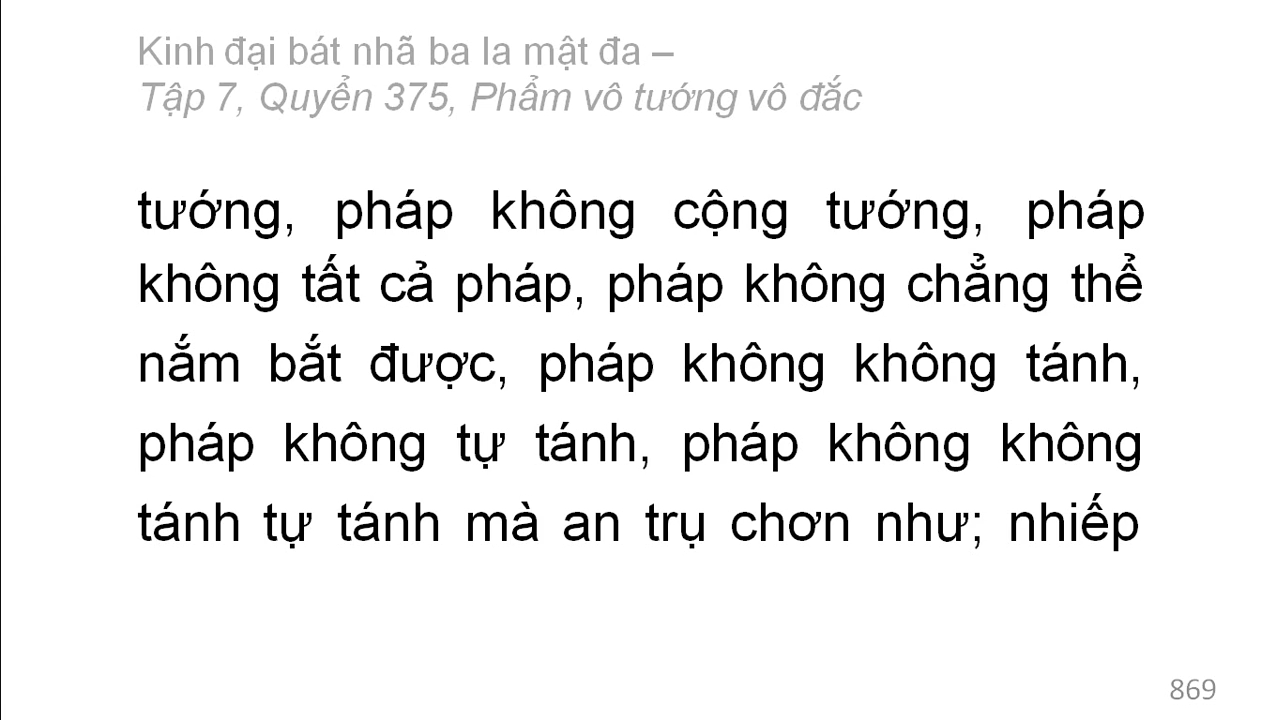 Kinh đại bát nhã ba la mật đa –
Tập 7, Quyển 375, Phẩm vô tướng vô đắc
tướng, pháp không cộng tướng, pháp
không tất cả pháp, pháp không chẳng thể
nắm bắt được, pháp không không tánh,
pháp không tự tánh, pháp không không
tánh tự tánh mà an trụ chơn như; nhiếp
869